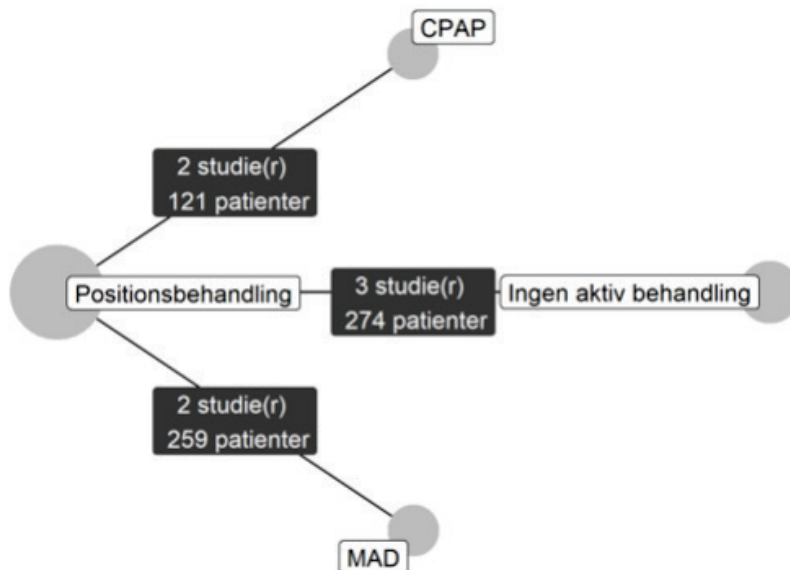 CPAP
2 studie(r)
121 patienter
Positionsbehandling
3 studie(r)
274 patienter
Ingen aktiv behandling
2 studie(r)
259 patienter
MAD